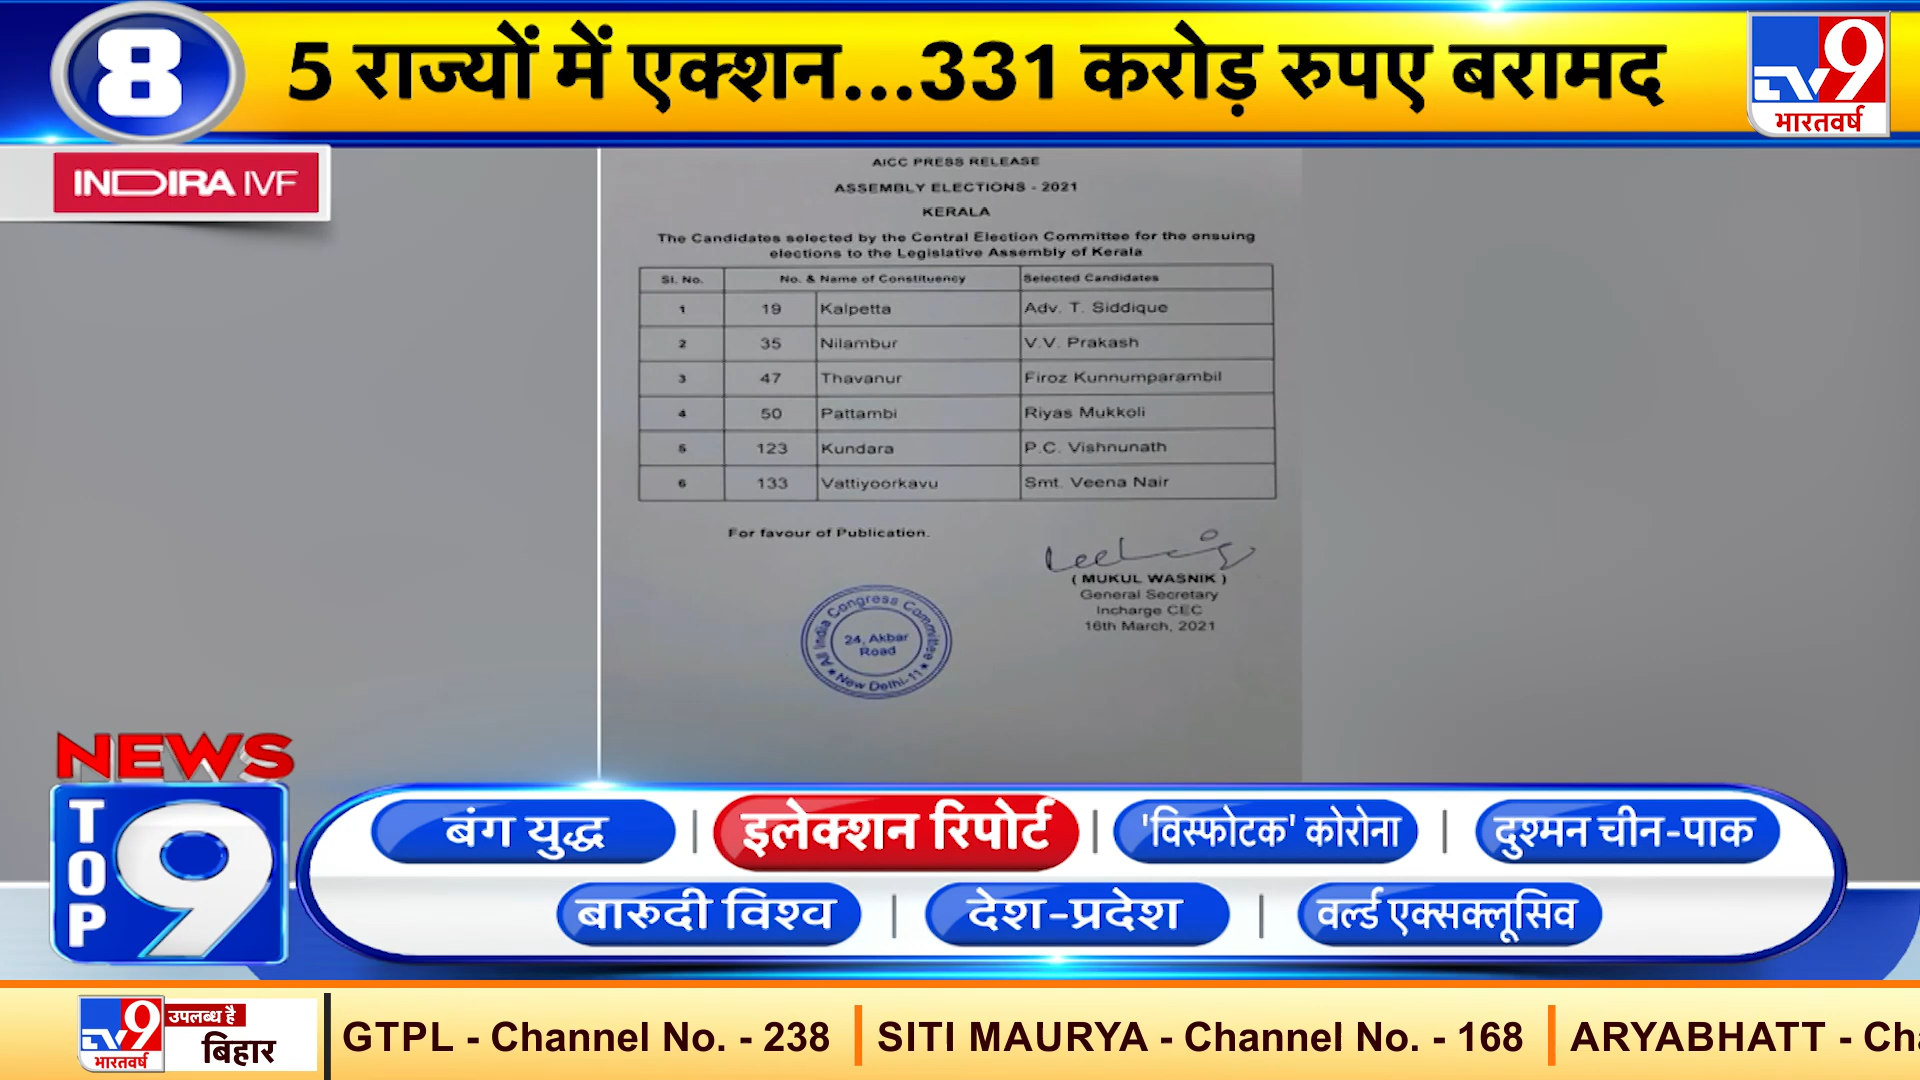 8
5 राज्यों में एक्शन...331 करोड़ रुपए बरामद
TV9
भारतवर्ष
INDIRA IVF
AICC PRESS RELEASE
ASSEMBLY ELECTIONS - 2021
KERALA
The Candidates selected by the Central Election Committee for the ensuing
elections to the Legislative Assembly of Kerala
Sl. No. No. & Name of Constituency Selected Candidates
1 19 Kalpetta Adv. T. Siddique
2 35 Nilambur V.V. Prakash
3 47 Thavanur Firoz Kunnumparambil
4 50 Pattambi Riyas Mukkoli
5 123 Kundara P.C. Vishnunath
6 133 Vattiyoorkavu Smt. Veena Nair
For favour of Publication.
( MUKUL WASNIK )
General Secretary
Incharge CEC
16th March, 2021
All India Congress Committee
24, Akbar
Road
New Delhi-11
NEWS
TOP 9
बंग युद्ध | इलेक्शन रिपोर्ट | 'विस्फोटक' कोरोना | दुश्मन चीन-पाक
बारूदी विश्व | देश-प्रदेश | वर्ल्ड एक्सक्लूसिव
TV9
भारतवर्ष
उपलब्ध है
बिहार
GTPL - Channel No. - 238 | SITI MAURYA - Channel No. - 168 | ARYABHATT - Cha